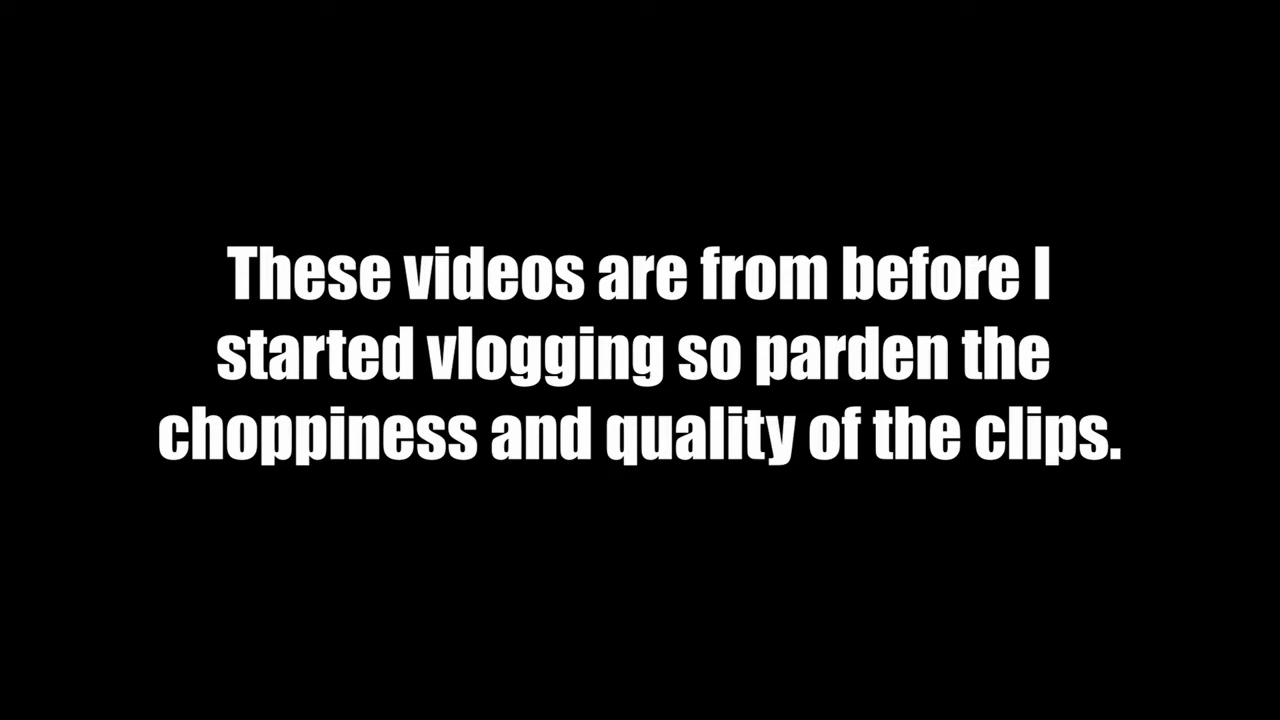 These videos are from before I
started vlogging so parden the
choppiness and quality of the clips.